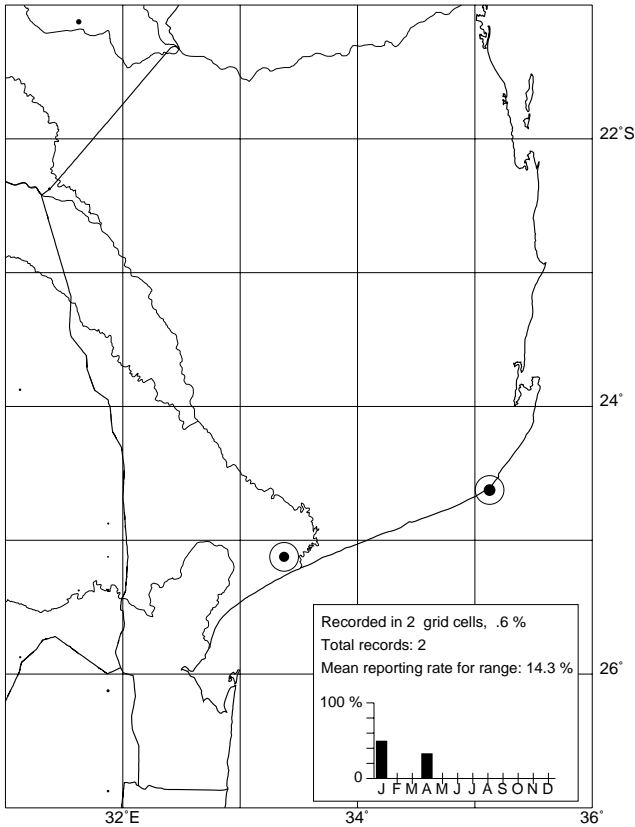 22˚S
24˚
Recorded in 2 grid cells, .6 %
Total records: 2
Mean reporting rate for range: 14.3 %
26˚
100 %
0
J F M A M J J A S O N D
32˚E
34˚
36˚